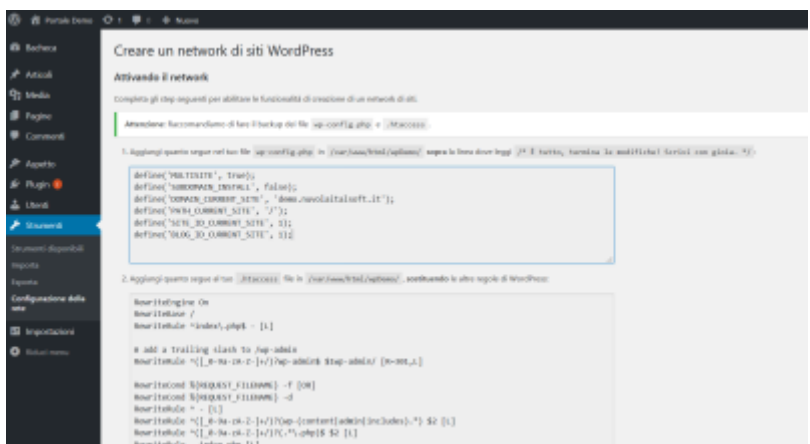 Portale Demo 1 Nuovo
Bacheca
Articoli
Media
Pagine
Commenti
Aspetto
Plugin
Utenti
Strumenti
Strumenti disponibili
Importa
Esporta
Configurazione della rete
Impostazioni
Riduci menu
Creare un network di siti WordPress
Attivando il network
Completa gli step seguenti per abilitare le funzionalità di creazione di un network di siti.
Attenzione: Raccomandiamo di fare il backup dei file wp-config.php e .htaccess.
1. Aggiungi quanto segue nel tuo file wp-config.php in /var/www/html/wpDemo/ sopra la linea dove leggi /* È tutto, termina le modifiche! Scrivi con gioia. */:
define('MULTISITE', true);
define('SUBDOMAIN_INSTALL', false);
define('DOMAIN_CURRENT_SITE', 'demo.nuvolaitalsoft.it');
define('PATH_CURRENT_SITE', '/');
define('SITE_ID_CURRENT_SITE', 1);
define('BLOG_ID_CURRENT_SITE', 1);
2. Aggiungi quanto segue al tuo .htaccess file in /var/www/html/wpDemo/, sostituendo le altre regole di WordPress:
RewriteEngine On
RewriteBase /
RewriteRule ^index\.php$ - [L]
# add a trailing slash to /wp-admin
RewriteRule ^([_0-9a-zA-Z-]+/)?wp-admin$ $1wp-admin/ [R=301,L]
RewriteCond %{REQUEST_FILENAME} -f [OR]
RewriteCond %{REQUEST_FILENAME} -d
RewriteRule ^ - [L]
RewriteRule ^([_0-9a-zA-Z-]+/)?(wp-(content|admin|includes).*) $2 [L]
RewriteRule ^([_0-9a-zA-Z-]+/)?(.*\.php)$ $2 [L]
RewriteRule . index.php [L]